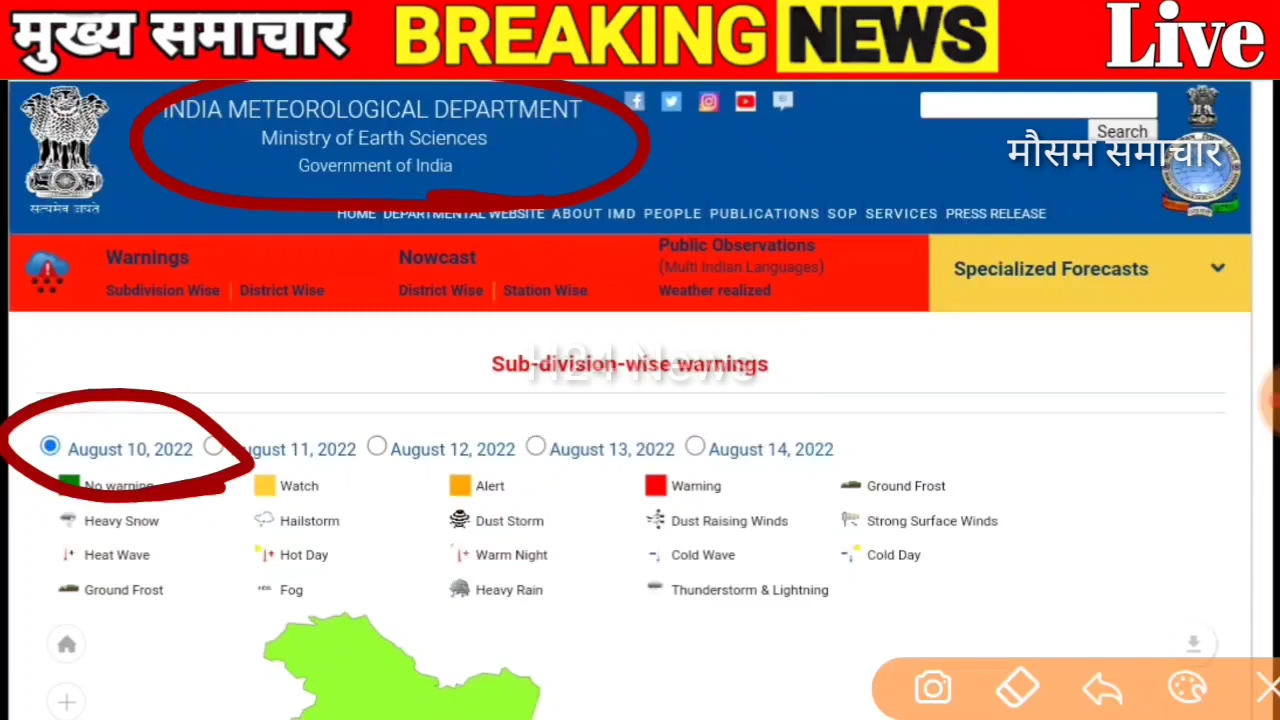 मुख्य समाचार BREAKING NEWS Live
INDIA METEOROLOGICAL DEPARTMENT
Ministry of Earth Sciences
Government of India
Search
मौसम समाचार
सत्यमेव जयते
HOME DEPARTMENTAL WEBSITE ABOUT IMD PEOPLE PUBLICATIONS SOP SERVICES PRESS RELEASE
Warnings
Subdivision Wise District Wise
Nowcast
District Wise Station Wise
Public Observations
(Multi Indian Languages)
Weather realized
Specialized Forecasts
Sub-division-wise warnings
H24 News
August 10, 2022 August 11, 2022 August 12, 2022 August 13, 2022 August 14, 2022
No warning Watch Alert Warning Ground Frost
Heavy Snow Hailstorm Dust Storm Dust Raising Winds Strong Surface Winds
Heat Wave Hot Day Warm Night Cold Wave Cold Day
Ground Frost Fog Heavy Rain Thunderstorm & Lightning